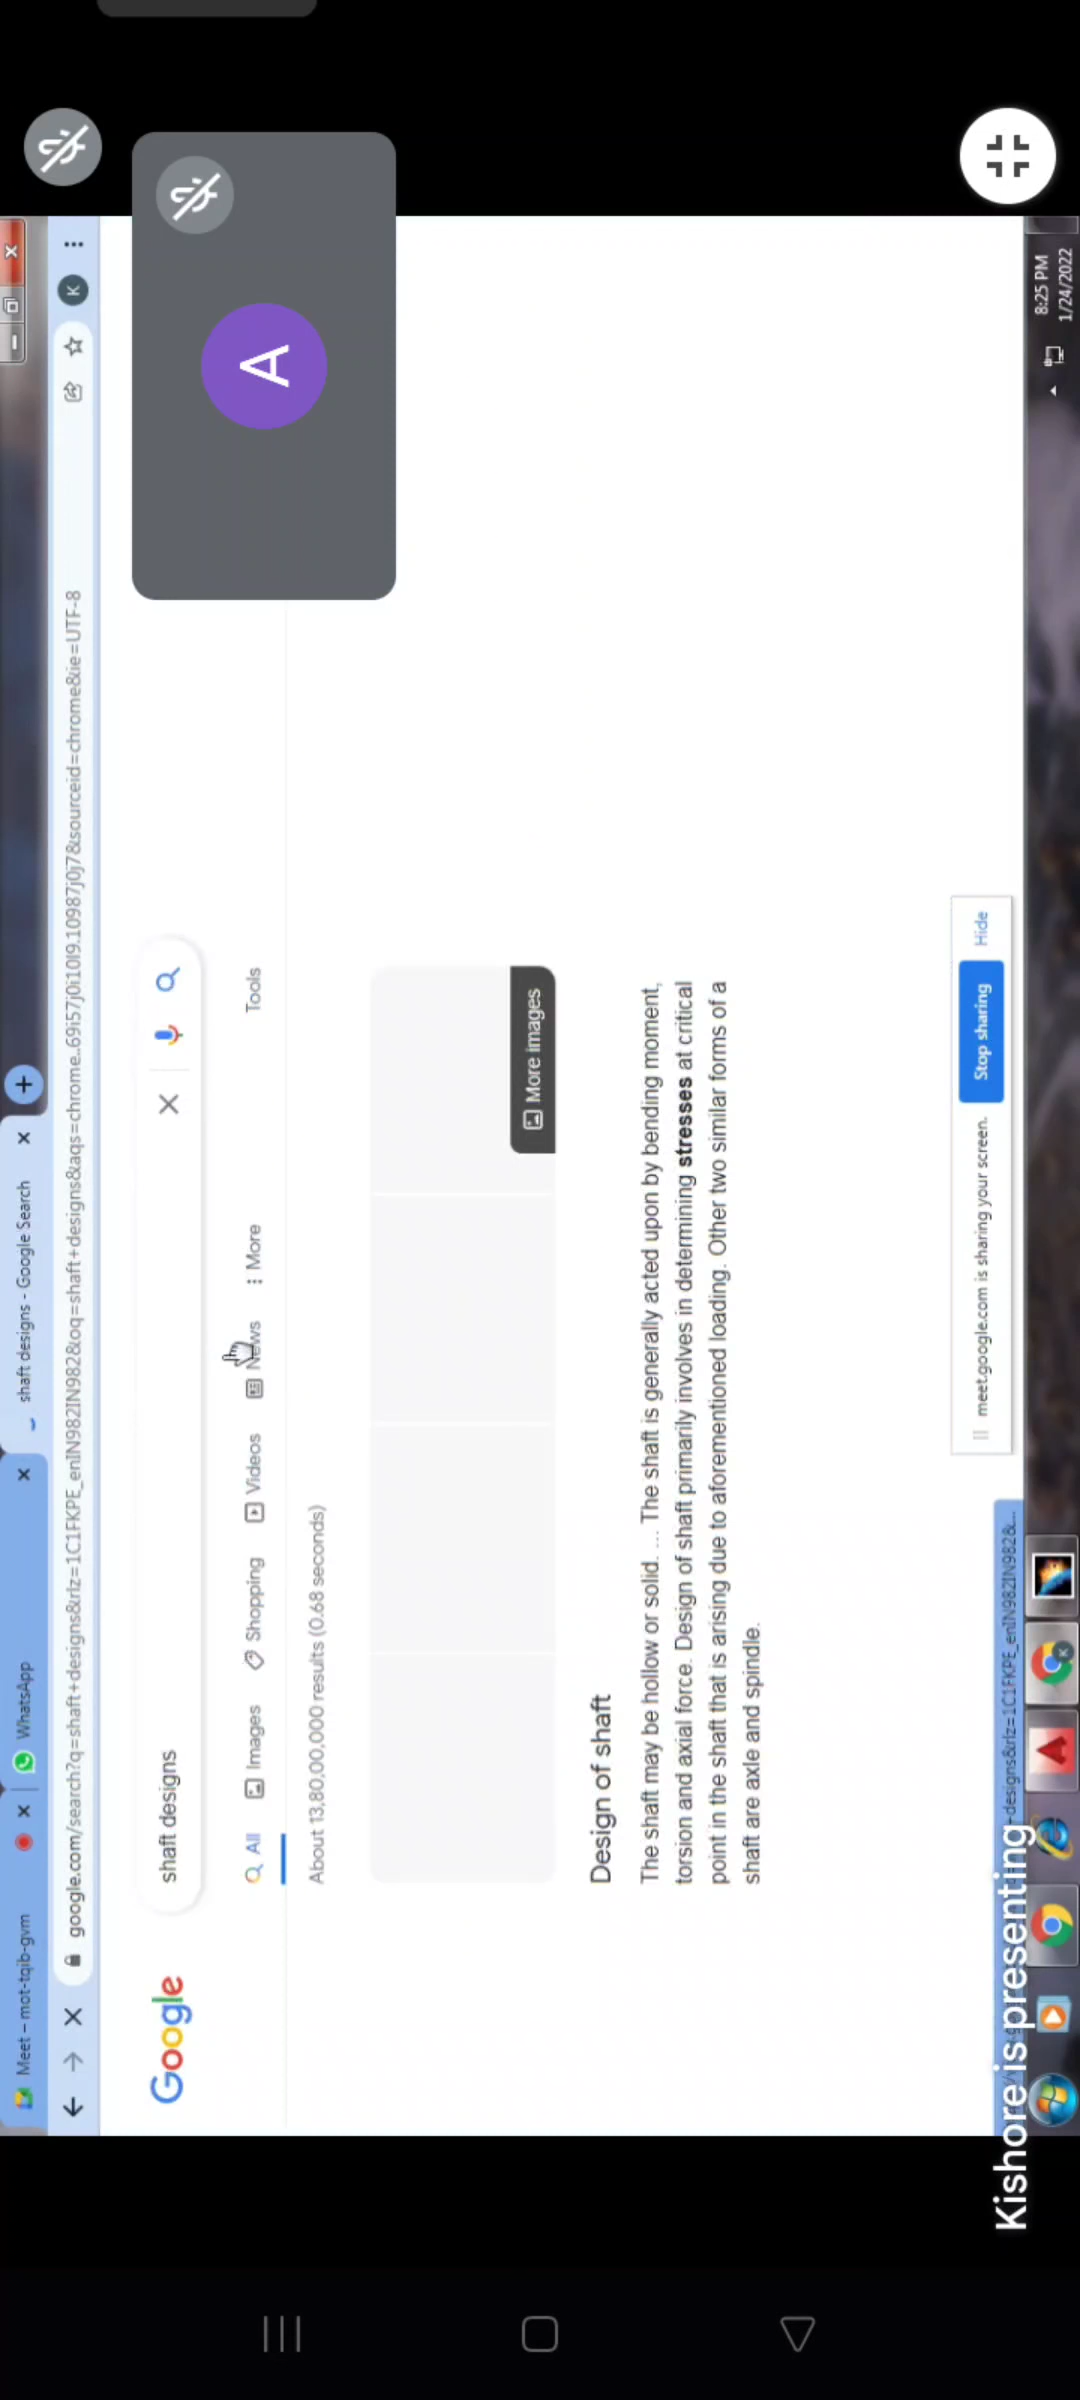 Meet – mot-tqib-gvm
WhatsApp
shaft designs - Google Search
google.com/search?q=shaft+designs&rlz=1C1FKPE_enIN982IN982&oq=shaft+designs&aqs=chrome..69i57j0i10l9.10987j0j7&sourceid=chrome&ie=UTF-8
K
A
Google
shaft designs
All
Images
Shopping
Videos
News
More
Tools
About 13,80,00,000 results (0.68 seconds)
More images
Design of shaft
The shaft may be hollow or solid. ... The shaft is generally acted upon by bending moment,
torsion and axial force. Design of shaft primarily involves in determining stresses at critical
point in the shaft that is arising due to aforementioned loading. Other two similar forms of a
shaft are axle and spindle.
meet.google.com is sharing your screen.
Stop sharing
Hide
designs&rlz=1C1FKPE_enIN982IN982&...
Kishore is presenting
8:25 PM
1/24/2022